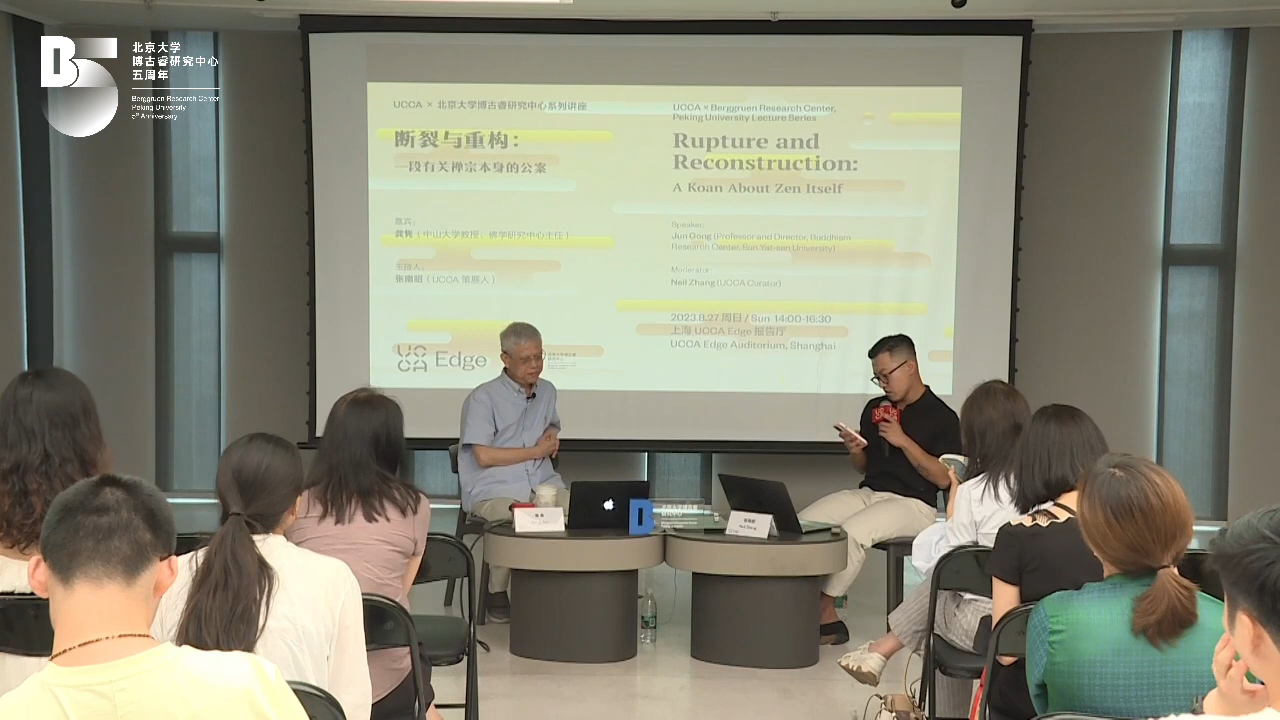 B5
北京大学
博古睿研究中心
五周年
Berggruen Research Center
Peking University
5th Anniversary
UCCA × 北京大学博古睿研究中心系列讲座
断裂与重构：
一段有关禅宗本身的公案
嘉宾：
龚隽（中山大学教授、佛学研究中心主任）
主持人：
张南昭（UCCA 策展人）
UCCA Edge
UCCA × Berggruen Research Center,
Peking University Lecture Series
Rupture and
Reconstruction:
A Koan About Zen Itself
Speaker:
Jun Gong (Professor and Director, Buddhism
Research Center, Sun Yat-sen University)
Moderator:
Neil Zhang (UCCA Curator)
2023.8.27 周日 / Sun 14:00-16:30
上海 UCCA Edge 报告厅
UCCA Edge Auditorium, Shanghai